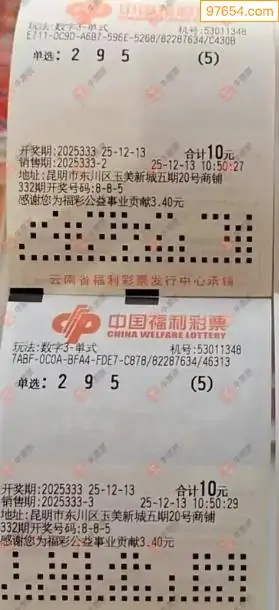 97654.com
玩法:数字3-单式 机号:53011348
E711-0C9D-A6B7-596E-5268/82287634/C430B
单选: 2 9 5 (5)
开奖期:2025333 25-12-13 合计10元
销售期:2025333-2 25-12-13 10:50:27
地址:昆明市东川区玉美新城五期20号商铺
332期开奖号码:8-8-5
感谢您为福彩公益事业贡献3.40元
云南省福利彩票发行中心承销
中国福利彩票
CHINA WELFARE LOTTERY
玩法:数字3-单式 机号:53011348
7ABF-0C0A-BFA4-FDE7-C878/82287634/46313
单选: 2 9 5 (5)
开奖期:2025333 25-12-13 合计10元
销售期:2025333-3 25-12-13 10:50:29
地址:昆明市东川区玉美新城五期20号商铺
332期开奖号码:8-8-5
感谢您为福彩公益事业贡献3.40元